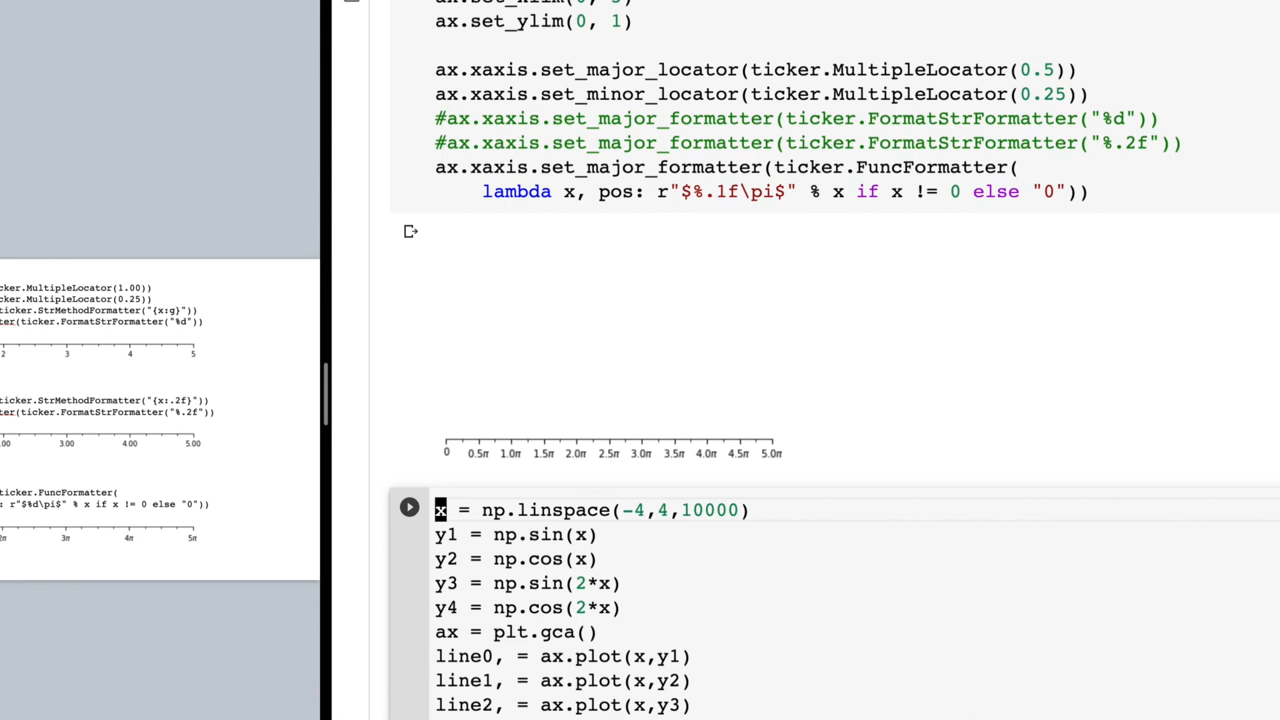 cker.MultipleLocator(1.00))
cker.MultipleLocator(0.25))
ticker.StrMethodFormatter("{x:g}"))
ter(ticker.FormatStrFormatter("%d"))
2 3 4 5
ticker.StrMethodFormatter("{x:.2f}"))
ter(ticker.FormatStrFormatter("%.2f"))
.00 3.00 4.00 5.00
ticker.FuncFormatter(
: r"$%d\pi$" % x if x != 0 else "0"))
2π 3π 4π 5π
ax.set_ylim(0, 1)
ax.xaxis.set_major_locator(ticker.MultipleLocator(0.5))
ax.xaxis.set_minor_locator(ticker.MultipleLocator(0.25))
#ax.xaxis.set_major_formatter(ticker.FormatStrFormatter("%d"))
#ax.xaxis.set_major_formatter(ticker.FormatStrFormatter("%.2f"))
ax.xaxis.set_major_formatter(ticker.FuncFormatter(
lambda x, pos: r"$%.1f\pi$" % x if x != 0 else "0"))
0 0.5π 1.0π 1.5π 2.0π 2.5π 3.0π 3.5π 4.0π 4.5π 5.0π
x = np.linspace(-4,4,10000)
y1 = np.sin(x)
y2 = np.cos(x)
y3 = np.sin(2*x)
y4 = np.cos(2*x)
ax = plt.gca()
line0, = ax.plot(x,y1)
line1, = ax.plot(x,y2)
line2, = ax.plot(x,y3)